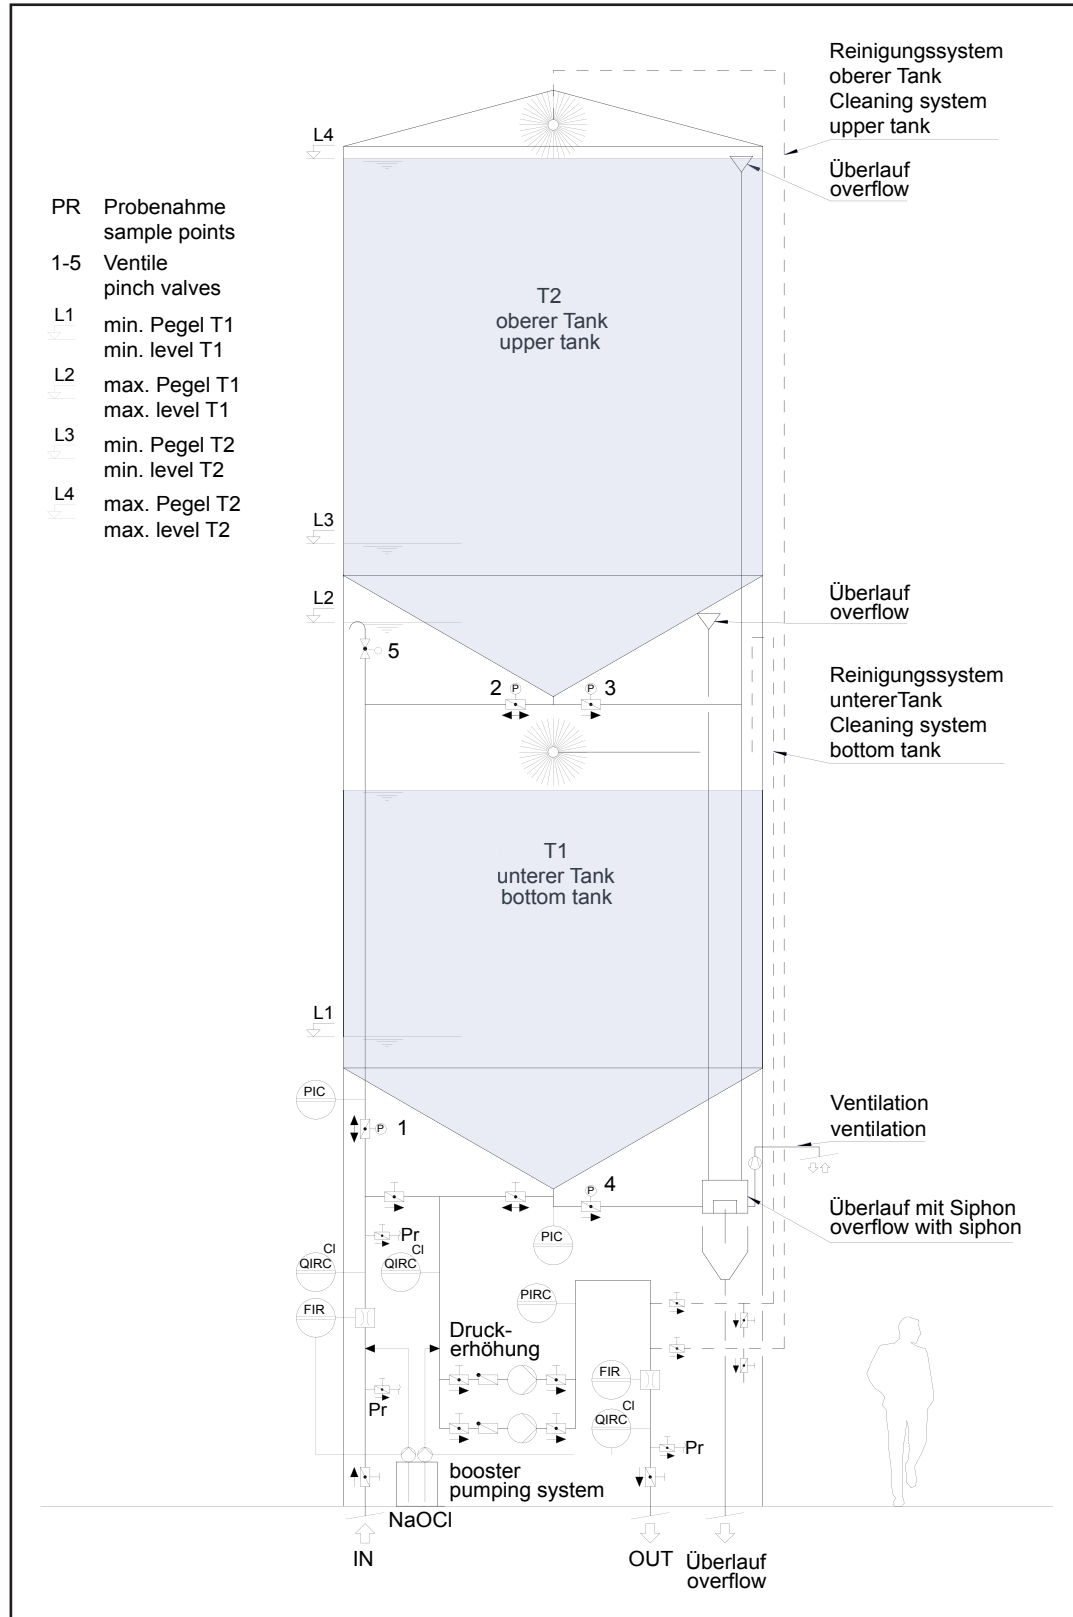 Reinigungssystem
oberer Tank
Cleaning system
upper tank
L4
Überlauf
overflow
PR Probenahme
sample points
1-5 Ventile
pinch valves
L1 min. Pegel T1
min. level T1
L2 max. Pegel T1
max. level T1
L3 min. Pegel T2
min. level T2
L4 max. Pegel T2
max. level T2
T2
oberer Tank
upper tank
L3
L2
Überlauf
overflow
5
2 P P 3
Reinigungssystem
untererTank
Cleaning system
bottom tank
T1
unterer Tank
bottom tank
L1
PIC
P 1
Ventilation
ventilation
P 4
Überlauf mit Siphon
overflow with siphon
Pr
PIC
Cl
QIRC
Cl
QIRC
PIRC
FIR
Druck-
erhöhung
FIR
Pr
Cl
QIRC
Pr
booster
pumping system
NaOCl
IN
OUT
Überlauf
overflow